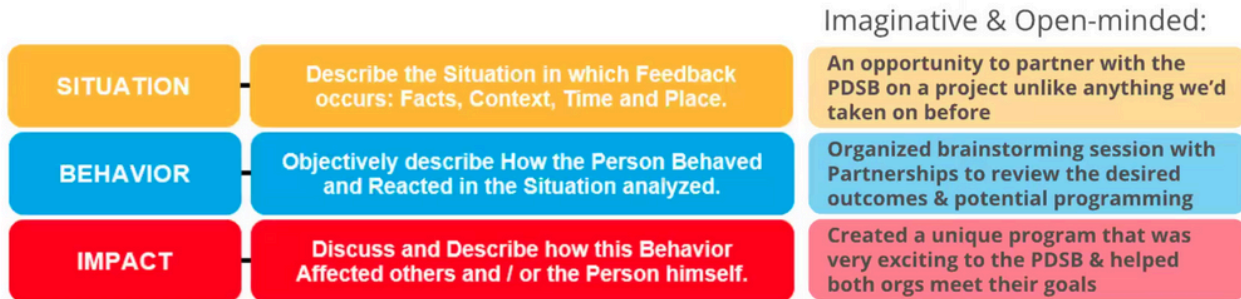 Imaginative & Open-minded:
SITUATION
Describe the Situation in which Feedback
occurs: Facts, Context, Time and Place.
An opportunity to partner with the
PDSB on a project unlike anything we'd
taken on before
BEHAVIOR
Objectively describe How the Person Behaved
and Reacted in the Situation analyzed.
Organized brainstorming session with
Partnerships to review the desired
outcomes & potential programming
IMPACT
Discuss and Describe how this Behavior
Affected others and / or the Person himself.
Created a unique program that was
very exciting to the PDSB & helped
both orgs meet their goals